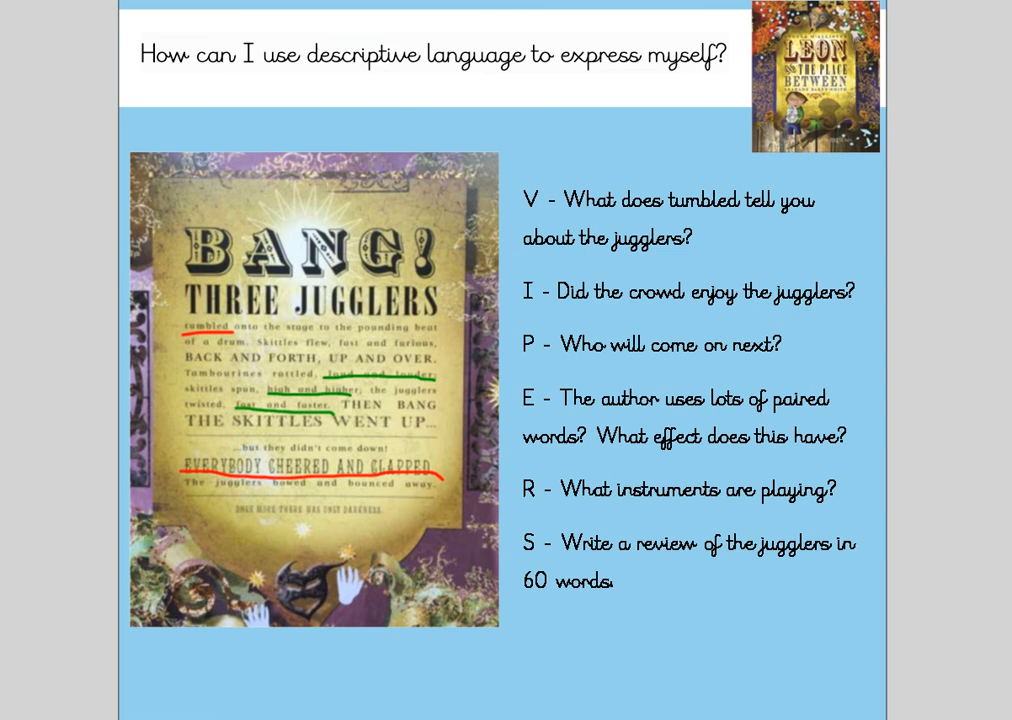 How can I use descriptive language to express myself?
LEON
AND THE PLACE
BETWEEN
BANG!
THREE JUGGLERS
tumbled onto the stage to the pounding beat
of a drum. Skittles flew, fast and furious,
BACK AND FORTH, UP AND OVER.
Tambourines rattled, loud and louder;
skittles spun, high and higher; the jugglers
twisted, fast and faster. THEN BANG
THE SKITTLES WENT UP...
...but they didn't come down!
EVERYBODY CHEERED AND CLAPPED.
The jugglers bowed and bounced away.
ONCE MORE THERE WAS ONLY DARKNESS.
V - What does tumbled tell you
about the jugglers?
I - Did the crowd enjoy the jugglers?
P - Who will come on next?
E - The author uses lots of paired
words? What effect does this have?
R - What instruments are playing?
S - Write a review of the jugglers in
60 words.